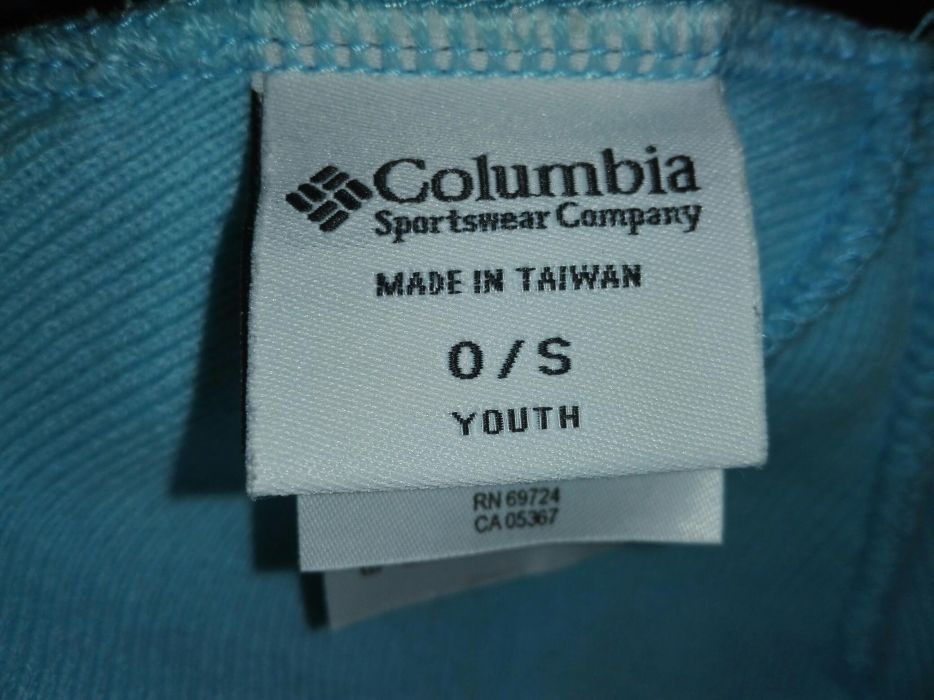 Columbia
Sportswear Company
MADE IN TAIWAN
O/S
YOUTH
RN 69724
CA 05367